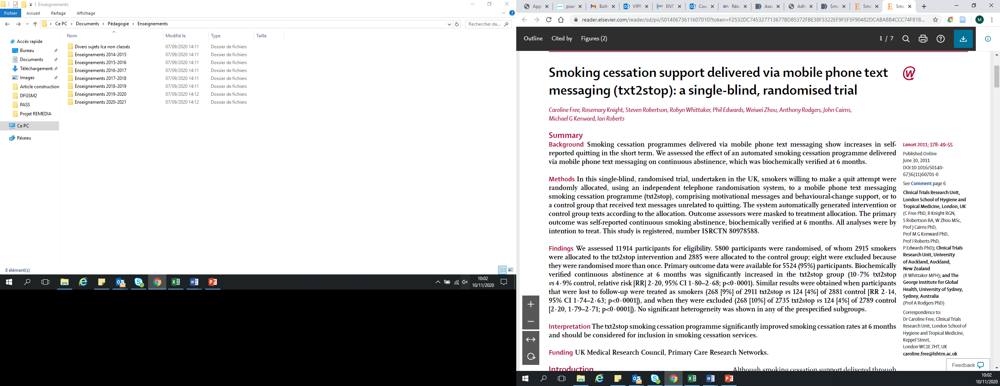 Enseignements
Fichier Accueil Partage Affichage
Ce PC Documents Pédagogie Enseignements
Rechercher da...
Nom Modifié le Type Taille
Accès rapide
Bureau
Documents
Téléchargements
Images
Article construction
DFGSM2
PASS
Projet REMEDIA
Ce PC
Réseau
Divers sujets lca non classés 07/09/2020 14:11 Dossier de fichiers
Enseignements 2014-2015 07/09/2020 14:11 Dossier de fichiers
Enseignements 2015-2016 07/09/2020 14:11 Dossier de fichiers
Enseignements 2016-2017 07/09/2020 14:11 Dossier de fichiers
Enseignements 2017-2018 07/09/2020 14:11 Dossier de fichiers
Enseignements 2018-2019 07/09/2020 14:11 Dossier de fichiers
Enseignements 2019-2020 07/09/2020 14:12 Dossier de fichiers
Enseignements 2020-2021 07/09/2020 14:12 Dossier de fichiers
8 élément(s)
10:02
10/11/2020
Appl pixel Boîte VIPR ENT Cour Résu Asso Adh Smo Smo Smo
reader.elsevier.com/reader/sd/pii/S0140673611607010?token=F2532DC745327713677BD85372FBE38F3322EF9F5F5F90482DCABA8B4CCC74F818...
M
Outline Cited by Figures (2)
1 / 7
Smoking cessation support delivered via mobile phone text
messaging (txt2stop): a single-blind, randomised trial
Caroline Free, Rosemary Knight, Steven Robertson, Robyn Whittaker, Phil Edwards, Weiwei Zhou, Anthony Rodgers, John Cairns,
Michael G Kenward, Ian Roberts
Summary
Background Smoking cessation programmes delivered via mobile phone text messaging show increases in self-
reported quitting in the short term. We assessed the effect of an automated smoking cessation programme delivered
via mobile phone text messaging on continuous abstinence, which was biochemically verified at 6 months.
Methods In this single-blind, randomised trial, undertaken in the UK, smokers willing to make a quit attempt were
randomly allocated, using an independent telephone randomisation system, to a mobile phone text messaging
smoking cessation programme (txt2stop), comprising motivational messages and behavioural-change support, or to
a control group that received text messages unrelated to quitting. The system automatically generated intervention or
control group texts according to the allocation. Outcome assessors were masked to treatment allocation. The primary
outcome was self-reported continuous smoking abstinence, biochemically verified at 6 months. All analyses were by
intention to treat. This study is registered, number ISRCTN 80978588.
Findings We assessed 11 914 participants for eligibility. 5800 participants were randomised, of whom 2915 smokers
were allocated to the txt2stop intervention and 2885 were allocated to the control group; eight were excluded because
they were randomised more than once. Primary outcome data were available for 5524 (95%) participants. Biochemically
verified continuous abstinence at 6 months was significantly increased in the txt2stop group (10·7% txt2stop
vs 4·9% control, relative risk [RR] 2·20, 95% CI 1·80–2·68; p<0·0001). Similar results were obtained when participants
that were lost to follow-up were treated as smokers (268 [9%] of 2911 txt2stop vs 124 [4%] of 2881 control [RR 2·14,
95% CI 1·74–2·63; p<0·0001]), and when they were excluded (268 [10%] of 2735 txt2stop vs 124 [4%] of 2789 control
[2·20, 1·79–2·71; p<0·0001]). No significant heterogeneity was shown in any of the prespecified subgroups.
Interpretation The txt2stop smoking cessation programme significantly improved smoking cessation rates at 6 months
and should be considered for inclusion in smoking cessation services.
Funding UK Medical Research Council, Primary Care Research Networks.
Introduction
Although smoking cessation support delivered through
Lancet 2011; 378: 49–55
Published Online
June 30, 2011
DOI:10.1016/S0140-
6736(11)60701-0
See Comment page 6
Clinical Trials Research Unit,
London School of Hygiene and
Tropical Medicine, London, UK
(C Free PhD, R Knight RGN,
S Robertson BA, W Zhou MSc,
Prof J Cairns PhD,
Prof M G Kenward PhD,
Prof I Roberts PhD,
P Edwards PhD); Clinical Trials
Research Unit, University
of Auckland, Auckland,
New Zealand
(R Whittaker MPH); and The
George Institute for Global
Health, University of Sydney,
Sydney, Australia
(Prof A Rodgers PhD)
Correspondence to:
Dr Caroline Free, Clinical Trials
Research Unit, London School of
Hygiene and Tropical Medicine,
Keppel Street,
London WC1E 7HT, UK
caroline.free@lshtm.ac.uk
Feedback
10:02
10/11/2020